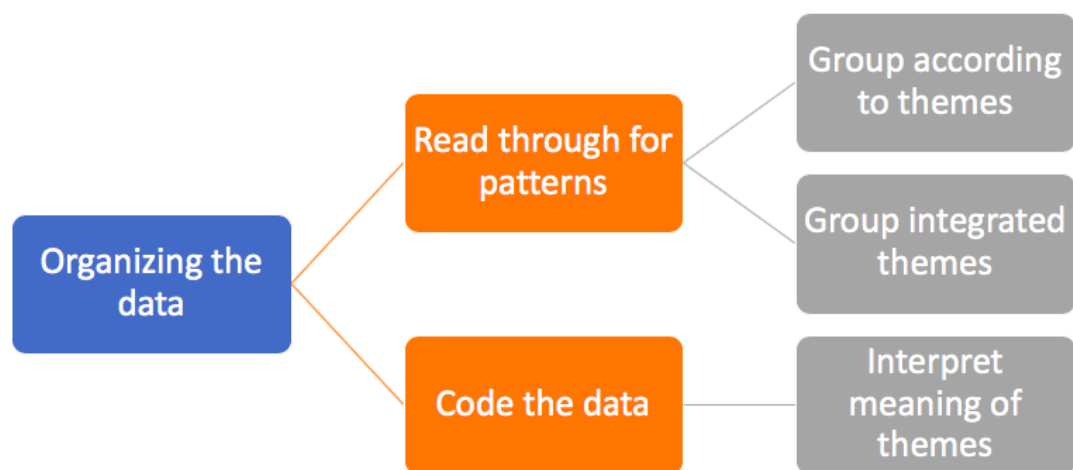 Organizing the
data
Read through for
patterns
Code the data
Group according
to themes
Group integrated
themes
Interpret
meaning of
themes